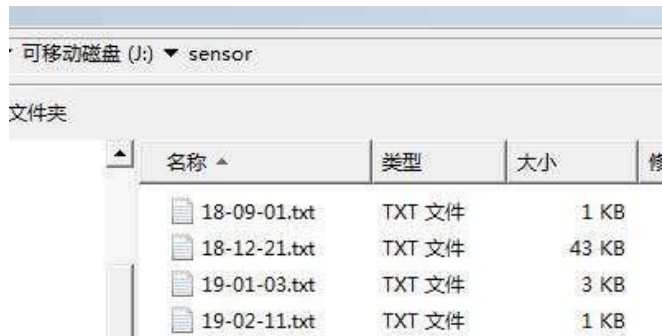 可移动磁盘 (J:) ▼ sensor
文件夹
名称 类型 大小
18-09-01.txt TXT 文件 1 KB
18-12-21.txt TXT 文件 43 KB
19-01-03.txt TXT 文件 3 KB
19-02-11.txt TXT 文件 1 KB